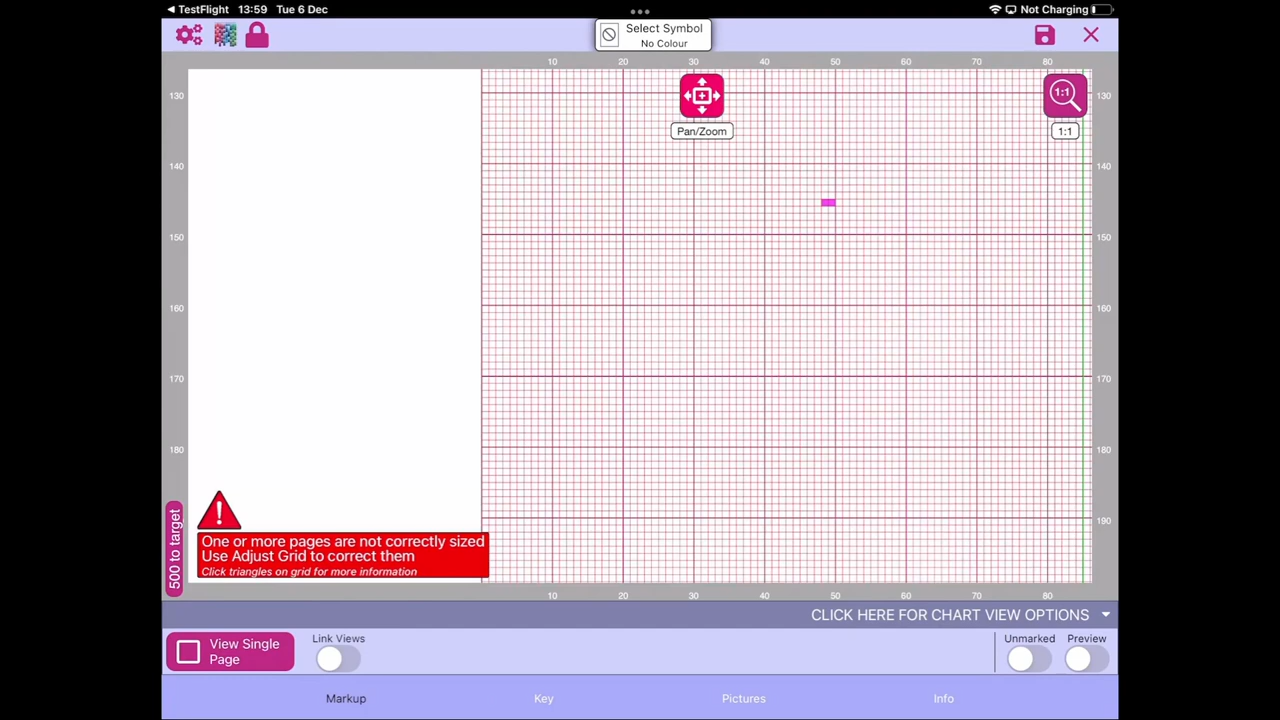 TestFlight 13:59 Tue 6 Dec
Not Charging
Select Symbol
No Colour
10 20 30 40 50 60 70 80
1:1
Pan/Zoom
1:1
130 130
140 140
150 150
160 160
170 170
180 180
190
500 to target
!
One or more pages are not correctly sized
Use Adjust Grid to correct them
Click triangles on grid for more information
10 20 30 40 50 60 70 80
CLICK HERE FOR CHART VIEW OPTIONS
View Single
Page
Link Views
Unmarked
Preview
Markup
Key
Pictures
Info